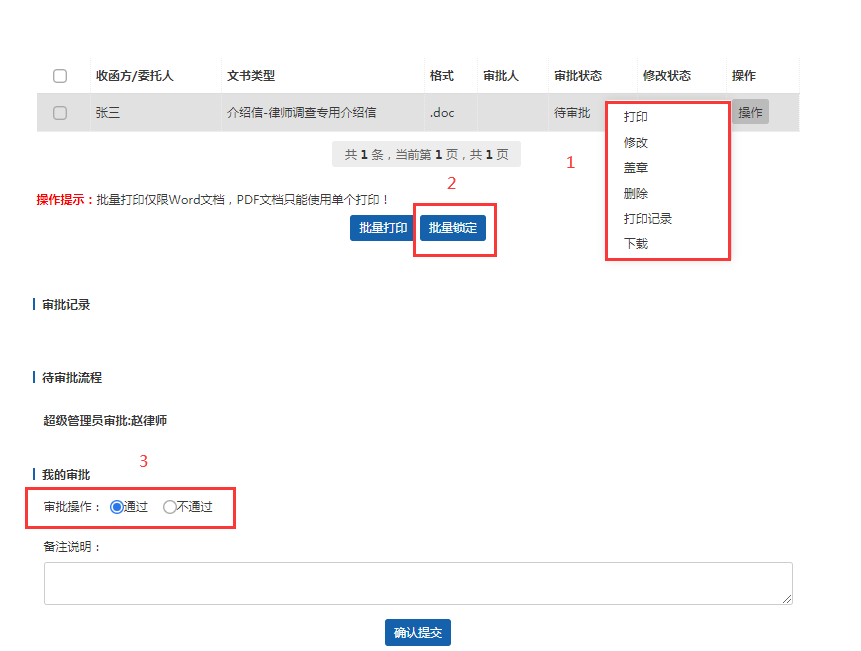 收函方/委托人 文书类型 格式 审批人 审批状态 修改状态 操作
张三 介绍信-律师调查专用介绍信 .doc 待审批 操作
打印
修改
盖章
删除
打印记录
下载
共 1 条，当前第 1 页，共 1 页
1
2
操作提示：批量打印仅限Word文档，PDF文档只能使用单个打印！
批量打印 批量锁定
审批记录
待审批流程
超级管理员审批:赵律师
3
我的审批
审批操作： 通过 不通过
备注说明：
确认提交